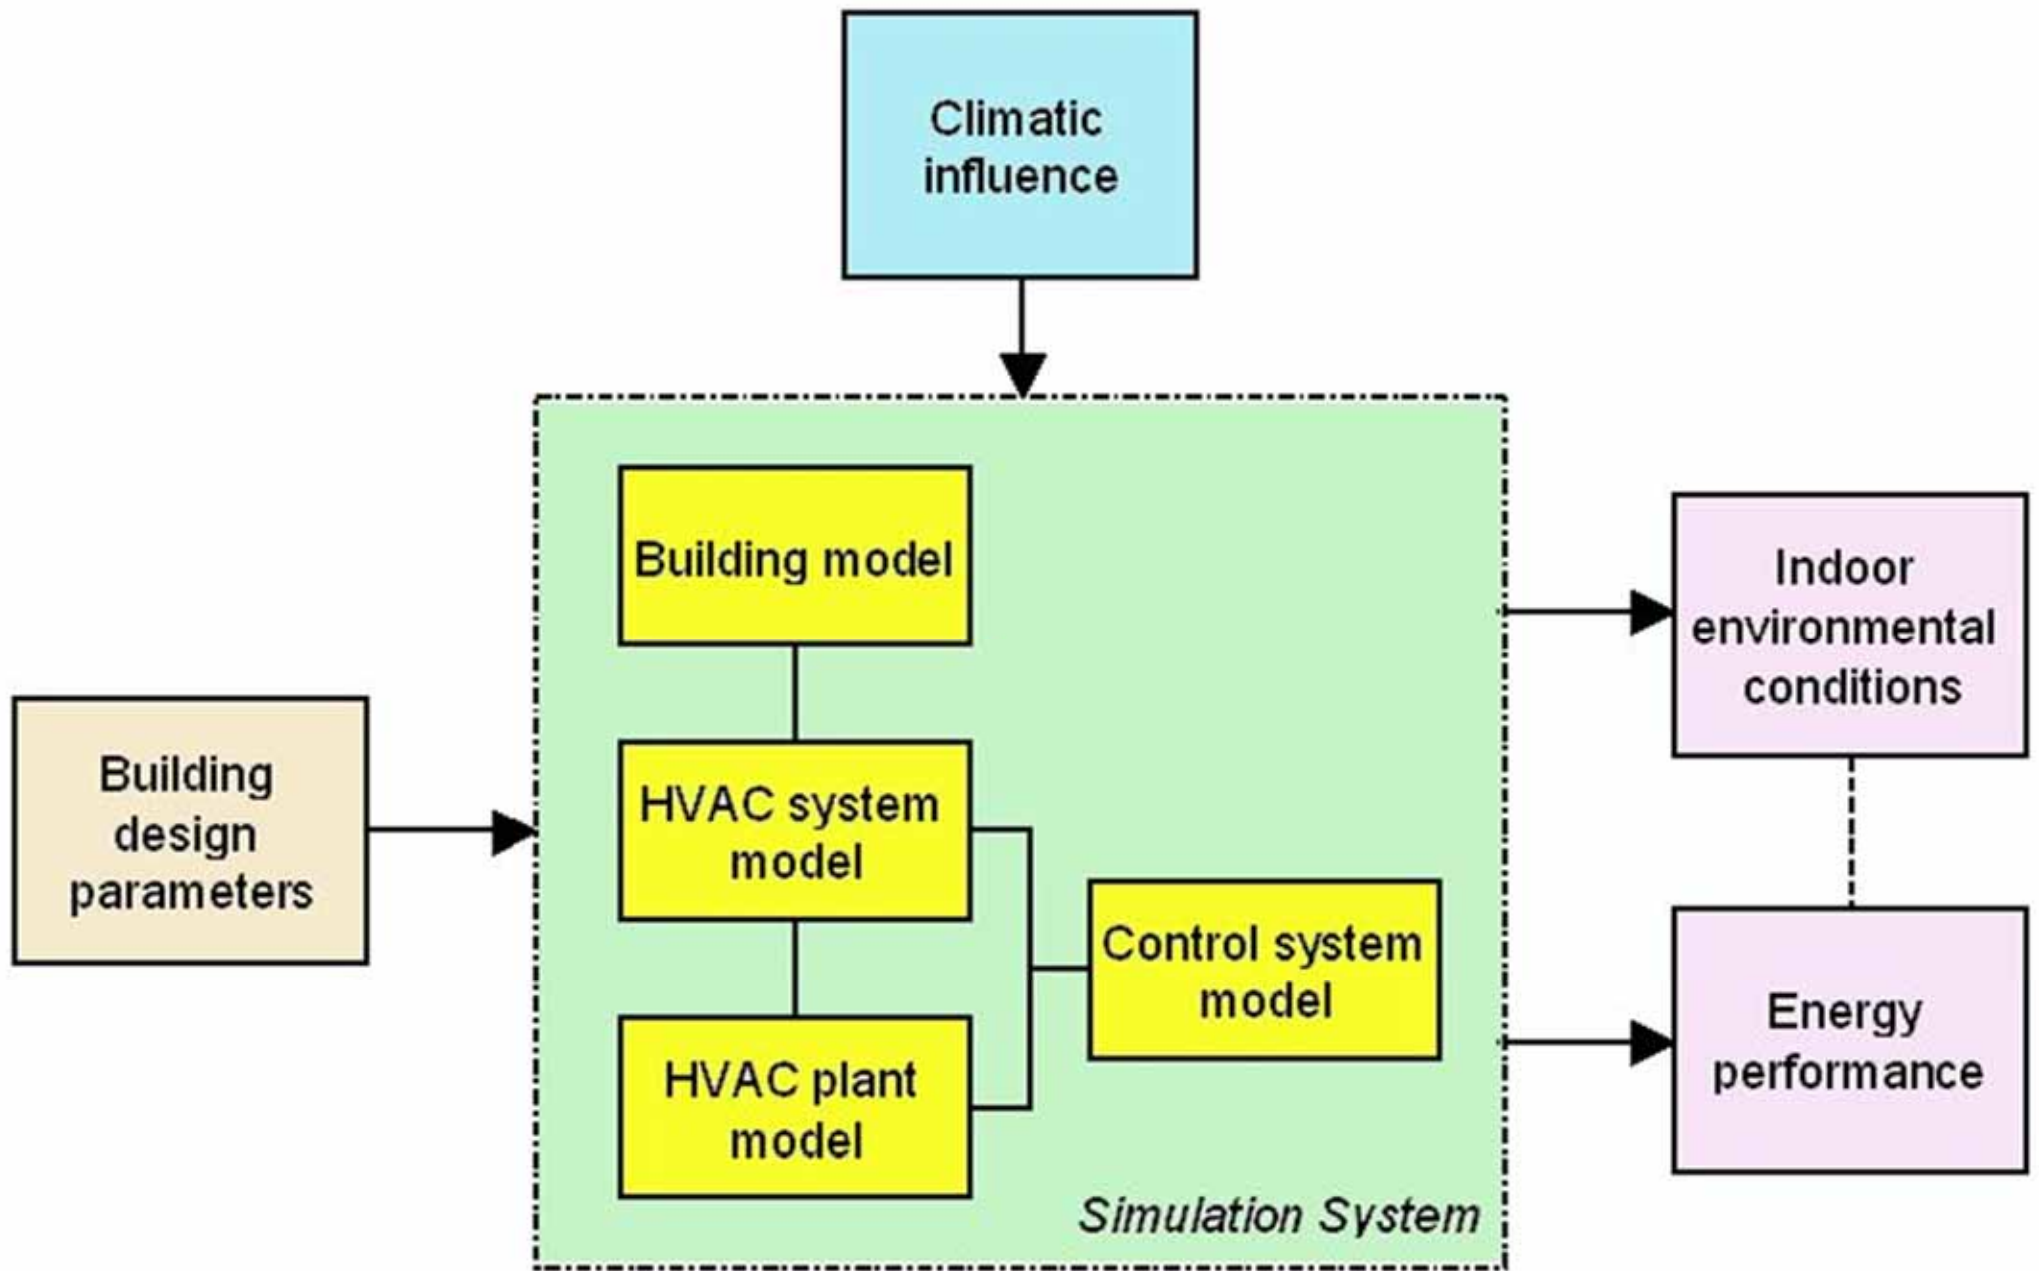 Climatic
influence
Building model
Indoor
environmental
conditions
Building
design
parameters
HVAC system
model
Control system
model
Energy
performance
HVAC plant
model
Simulation System